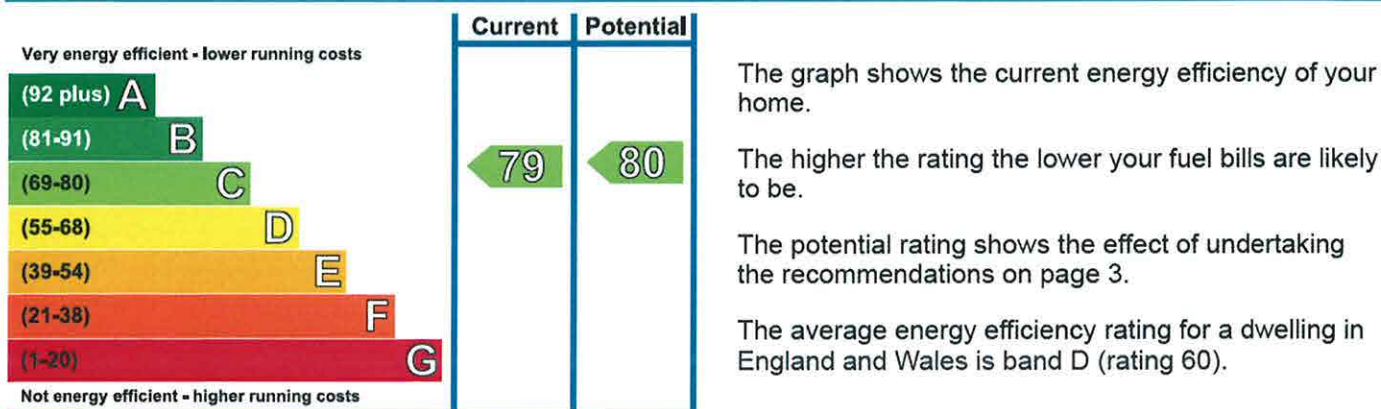 Current Potential
Very energy efficient - lower running costs
(92 plus) A
(81-91) B
(69-80) C
(55-68) D
(39-54) E
(21-38) F
(1-20) G
Not energy efficient - higher running costs
79 80
The graph shows the current energy efficiency of your
home.
The higher the rating the lower your fuel bills are likely
to be.
The potential rating shows the effect of undertaking
the recommendations on page 3.
The average energy efficiency rating for a dwelling in
England and Wales is band D (rating 60).